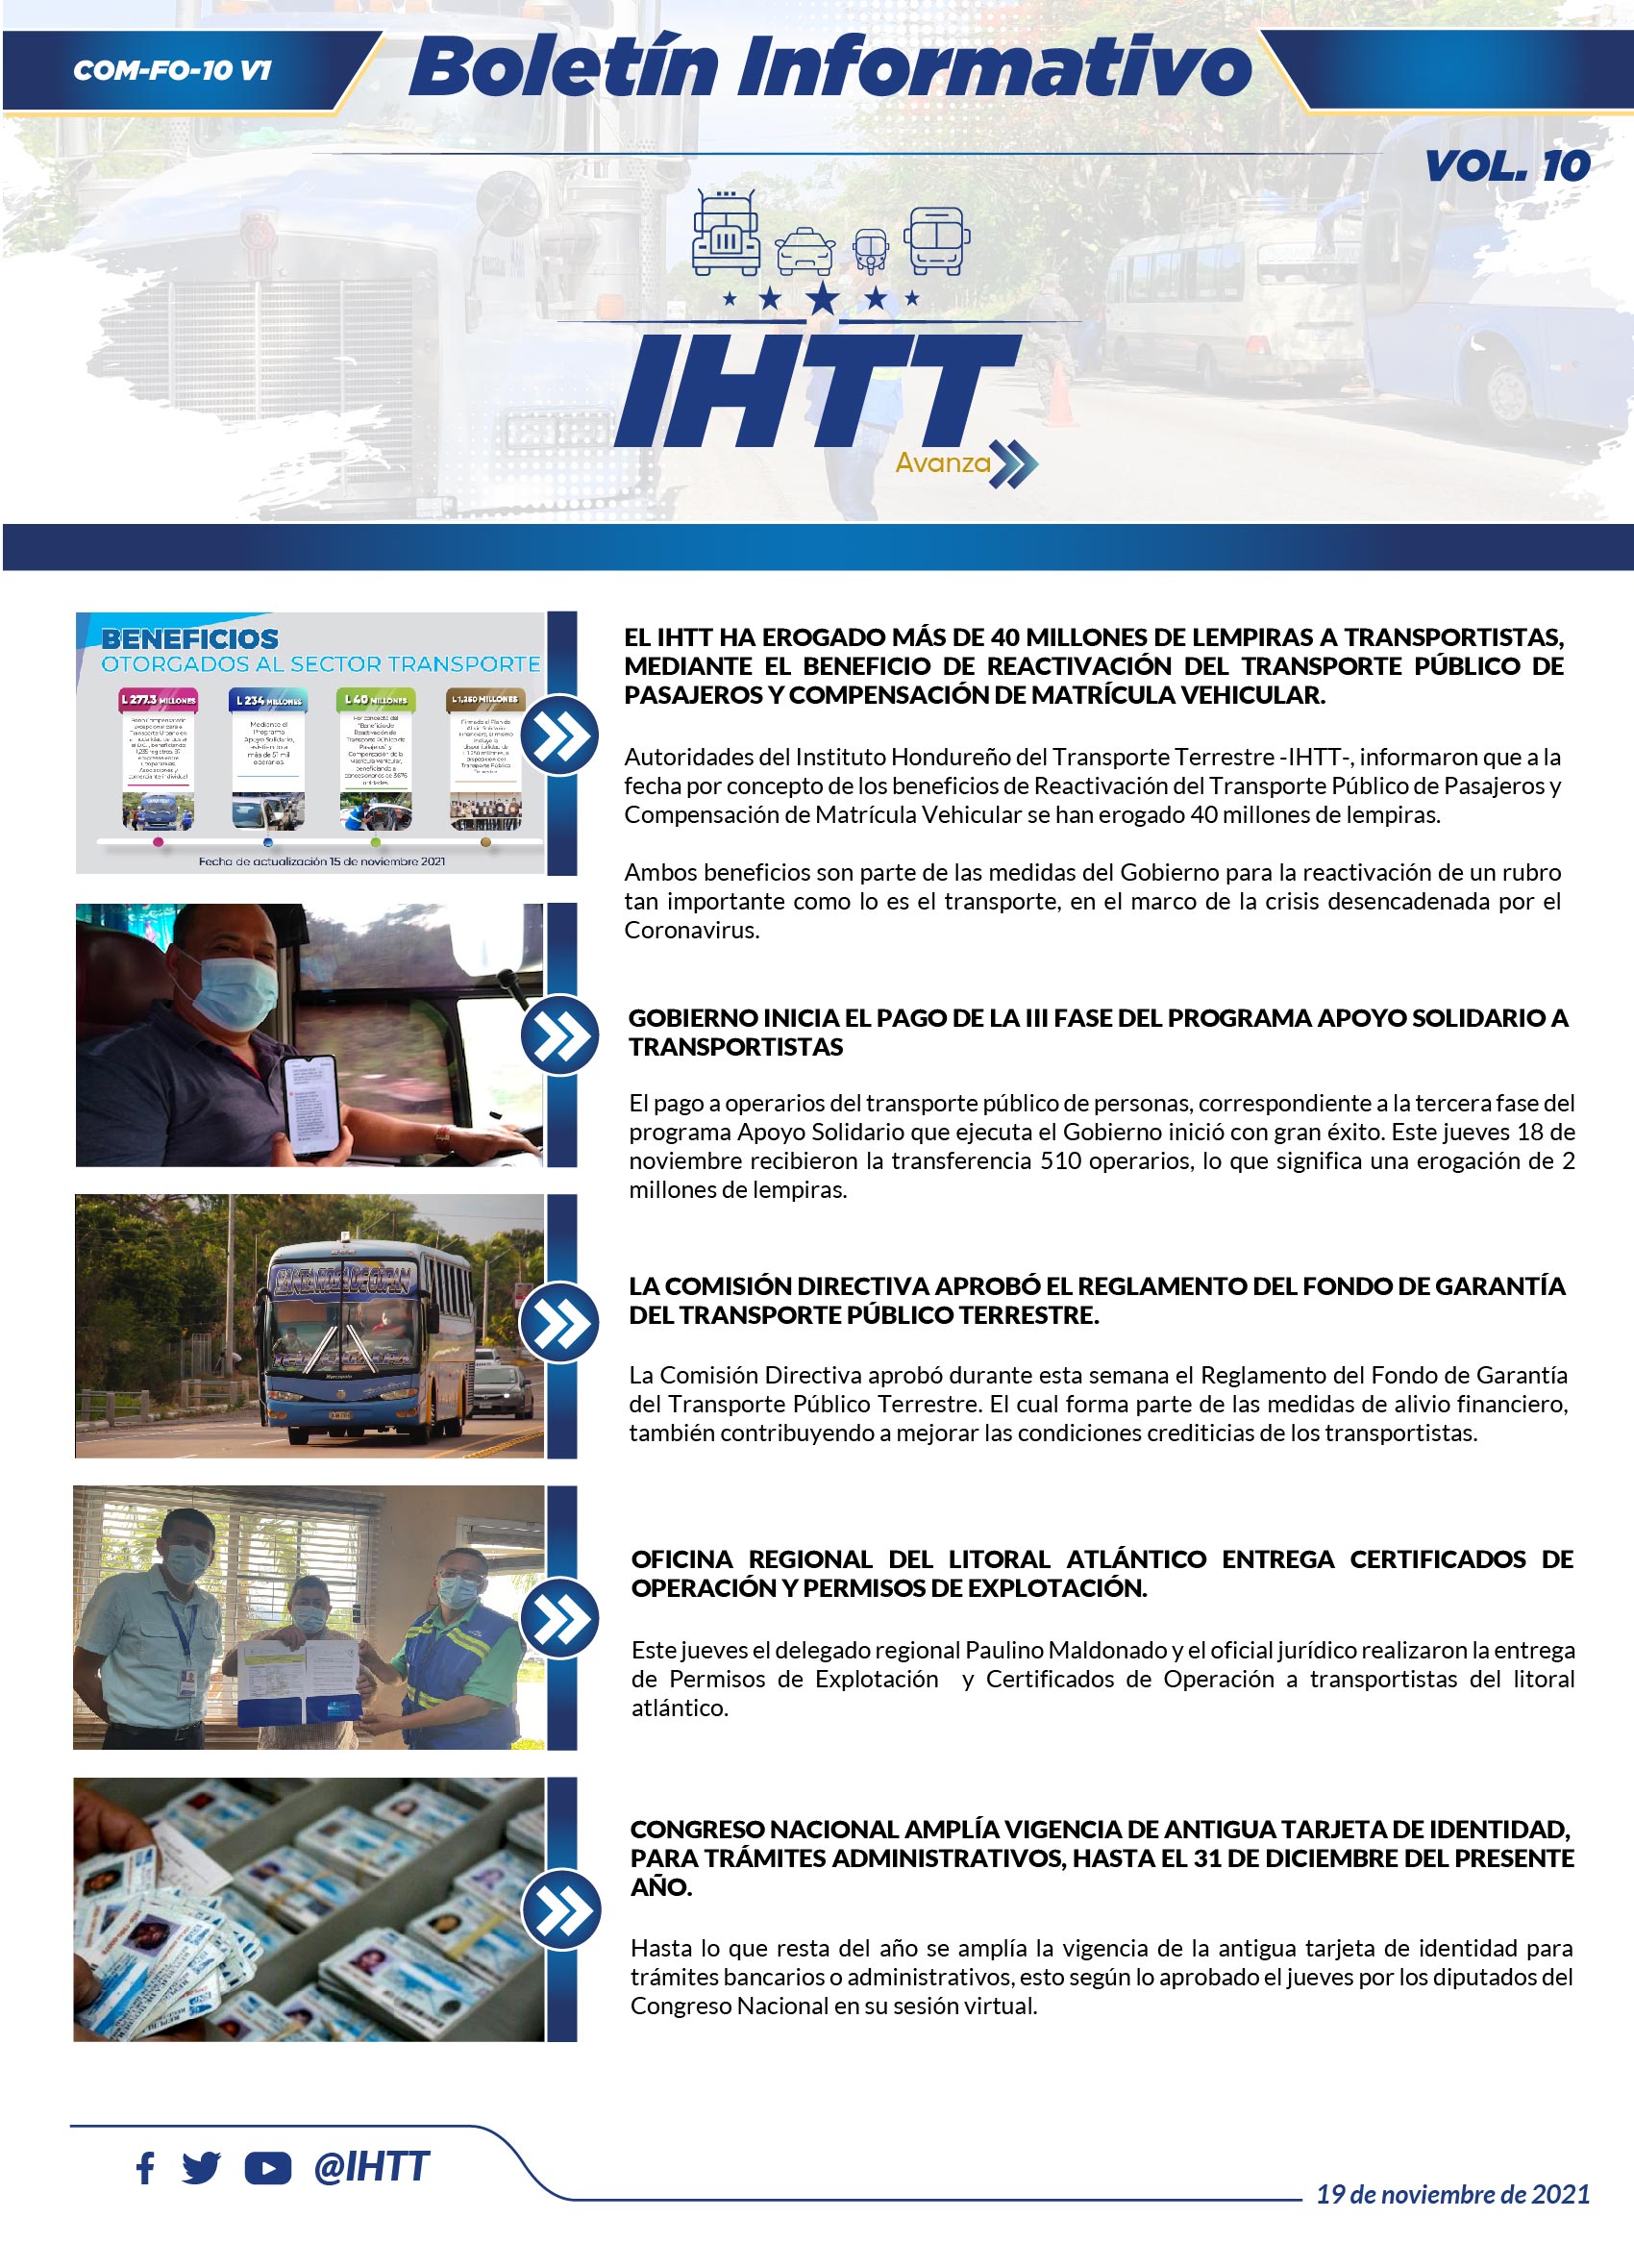 COM-FO-10 V1
Boletín Informativo
VOL. 10
IHTT
Avanza
BENEFICIOS
OTORGADOS AL SECTOR TRANSPORTE
L 277.3 MILLONES
L 234 MILLONES
L 40 MILLONES
L 1,250 MILLONES
Mediante el
Programa
Apoyo Solidario,
más de 51 mil
operarios
Fecha de actualización 15 de noviembre 2021
EL IHTT HA EROGADO MÁS DE 40 MILLONES DE LEMPIRAS A TRANSPORTISTAS,
MEDIANTE EL BENEFICIO DE REACTIVACIÓN DEL TRANSPORTE PÚBLICO DE
PASAJEROS Y COMPENSACIÓN DE MATRÍCULA VEHICULAR.
Autoridades del Instituto Hondureño del Transporte Terrestre -IHTT-, informaron que a la
fecha por concepto de los beneficios de Reactivación del Transporte Público de Pasajeros y
Compensación de Matrícula Vehicular se han erogado 40 millones de lempiras.
Ambos beneficios son parte de las medidas del Gobierno para la reactivación de un rubro
tan importante como lo es el transporte, en el marco de la crisis desencadenada por el
Coronavirus.
GOBIERNO INICIA EL PAGO DE LA III FASE DEL PROGRAMA APOYO SOLIDARIO A
TRANSPORTISTAS
El pago a operarios del transporte público de personas, correspondiente a la tercera fase del
programa Apoyo Solidario que ejecuta el Gobierno inició con gran éxito. Este jueves 18 de
noviembre recibieron la transferencia 510 operarios, lo que significa una erogación de 2
millones de lempiras.
LA COMISIÓN DIRECTIVA APROBÓ EL REGLAMENTO DEL FONDO DE GARANTÍA
DEL TRANSPORTE PÚBLICO TERRESTRE.
La Comisión Directiva aprobó durante esta semana el Reglamento del Fondo de Garantía
del Transporte Público Terrestre. El cual forma parte de las medidas de alivio financiero,
también contribuyendo a mejorar las condiciones crediticias de los transportistas.
OFICINA REGIONAL DEL LITORAL ATLÁNTICO ENTREGA CERTIFICADOS DE
OPERACIÓN Y PERMISOS DE EXPLOTACIÓN.
Este jueves el delegado regional Paulino Maldonado y el oficial jurídico realizaron la entrega
de Permisos de Explotación y Certificados de Operación a transportistas del litoral
atlántico.
CONGRESO NACIONAL AMPLÍA VIGENCIA DE ANTIGUA TARJETA DE IDENTIDAD,
PARA TRÁMITES ADMINISTRATIVOS, HASTA EL 31 DE DICIEMBRE DEL PRESENTE
AÑO.
Hasta lo que resta del año se amplía la vigencia de la antigua tarjeta de identidad para
trámites bancarios o administrativos, esto según lo aprobado el jueves por los diputados del
Congreso Nacional en su sesión virtual.
@IHTT
19 de noviembre de 2021